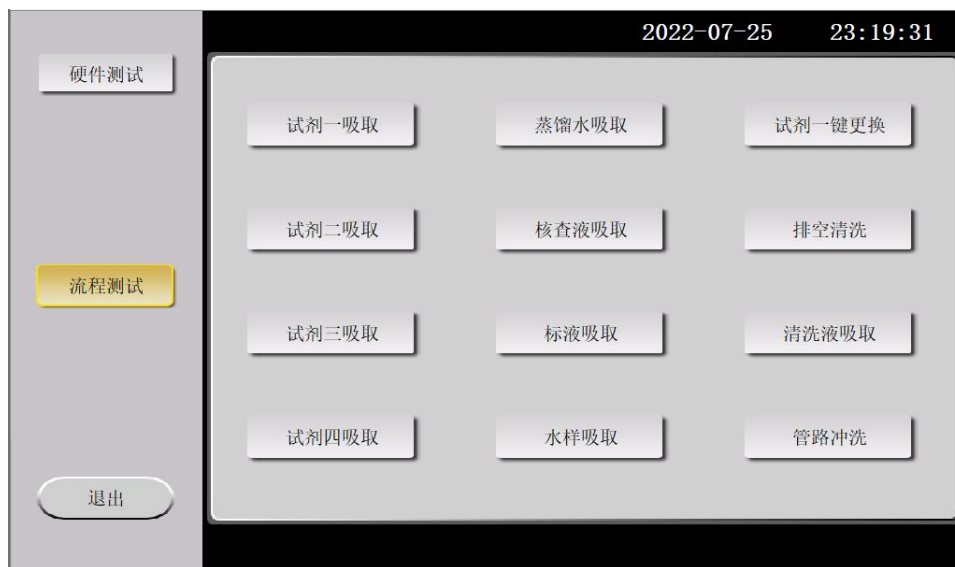 2022-07-25 23:19:31
硬件测试
流程测试
退出
试剂一吸取 蒸馏水吸取 试剂一键更换
试剂二吸取 核查液吸取 排空清洗
试剂三吸取 标液吸取 清洗液吸取
试剂四吸取 水样吸取 管路冲洗